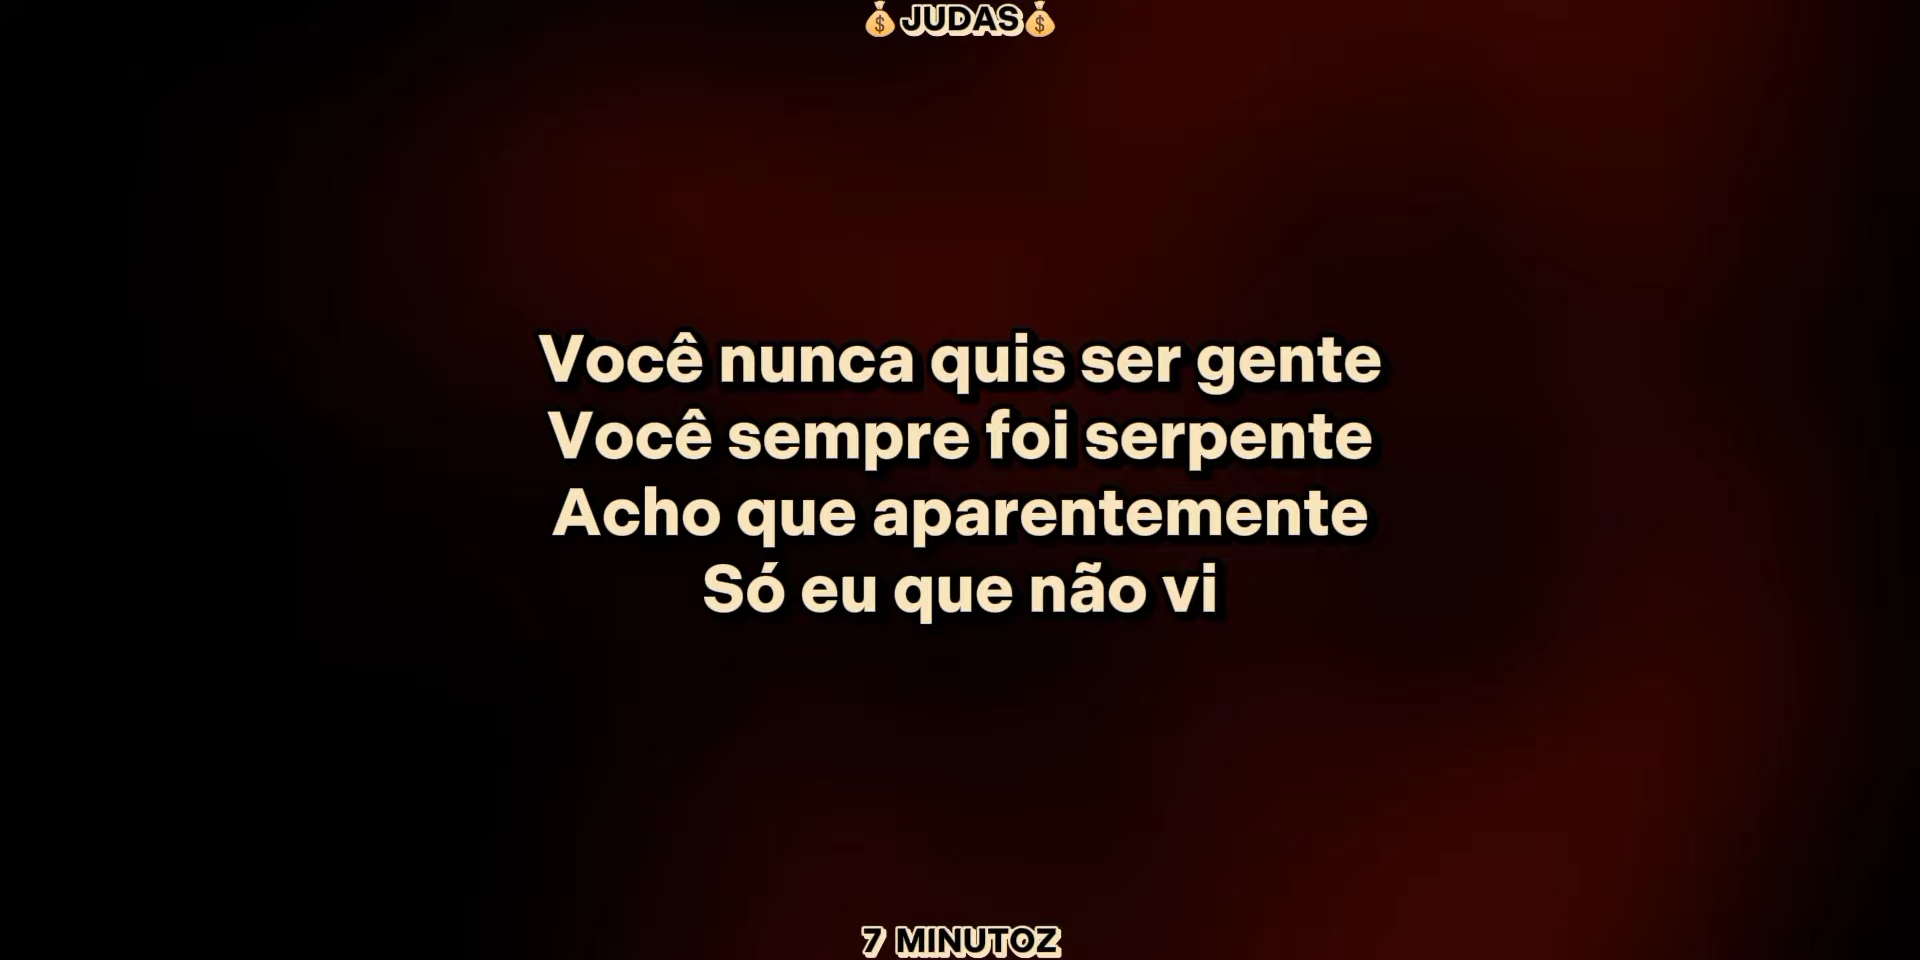 💰JUDAS💰
Você nunca quis ser gente
Você sempre foi serpente
Acho que aparentemente
Só eu que não vi
7 MINUTOZ